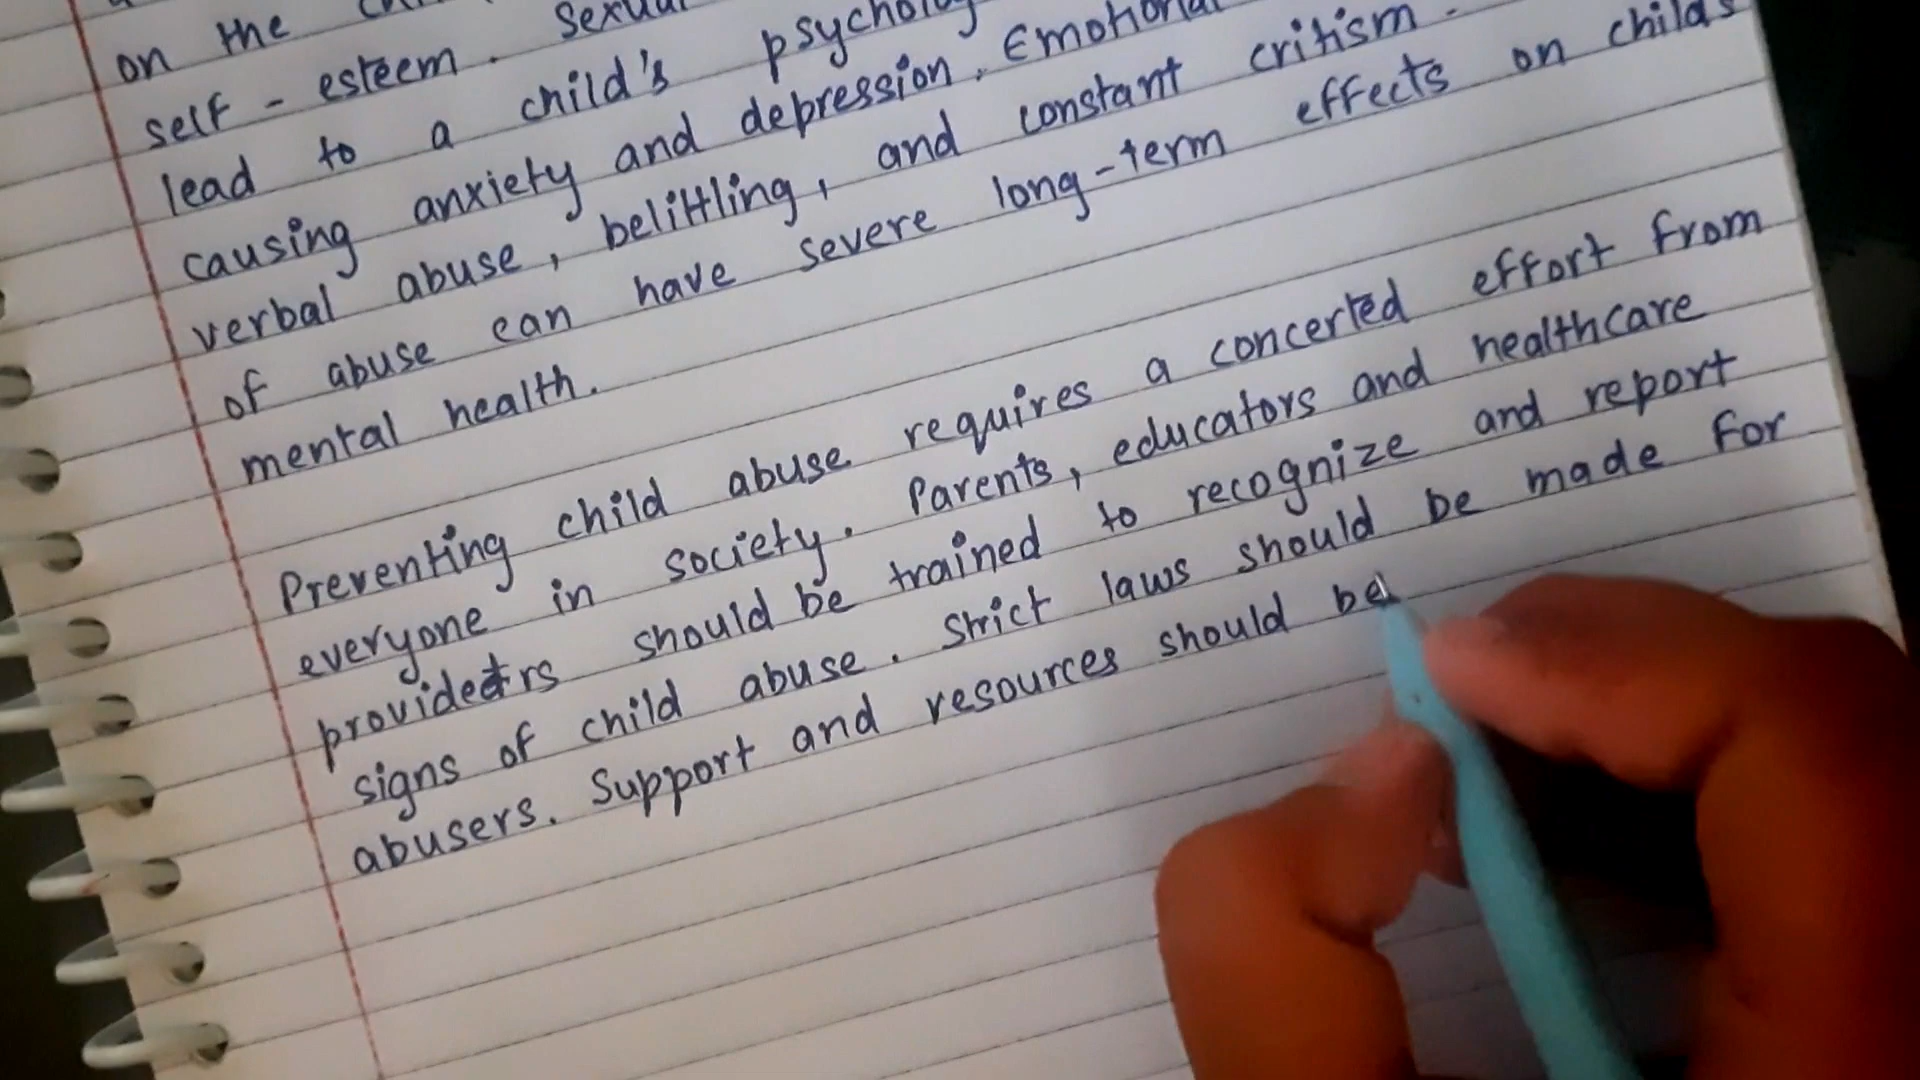 on the
self - esteem. Sexual
lead to a child's
causing anxiety and depression. Emotional
verbal abuse, belittling, and constant critism.
of abuse can have severe long-term effects on child's
mental health.
Preventing child abuse requires a concerted effort from
everyone in society. Parents, educators and healthcare
providers should be trained to recognize and report
signs of child abuse. Strict laws should be made for
abusers. Support and resources should be